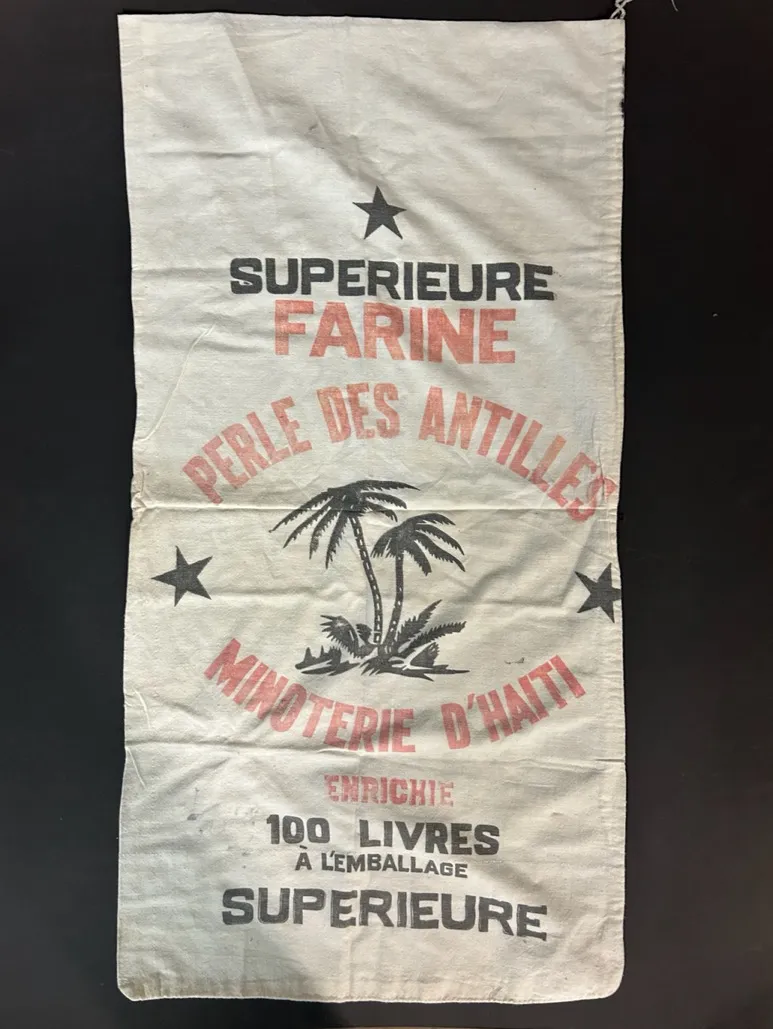 SUPERIEURE
FARINE
PERLE DES ANTILLES
MINOTERIE D'HAITI
ENRICHIE
100 LIVRES
À L'EMBALLAGE
SUPERIEURE